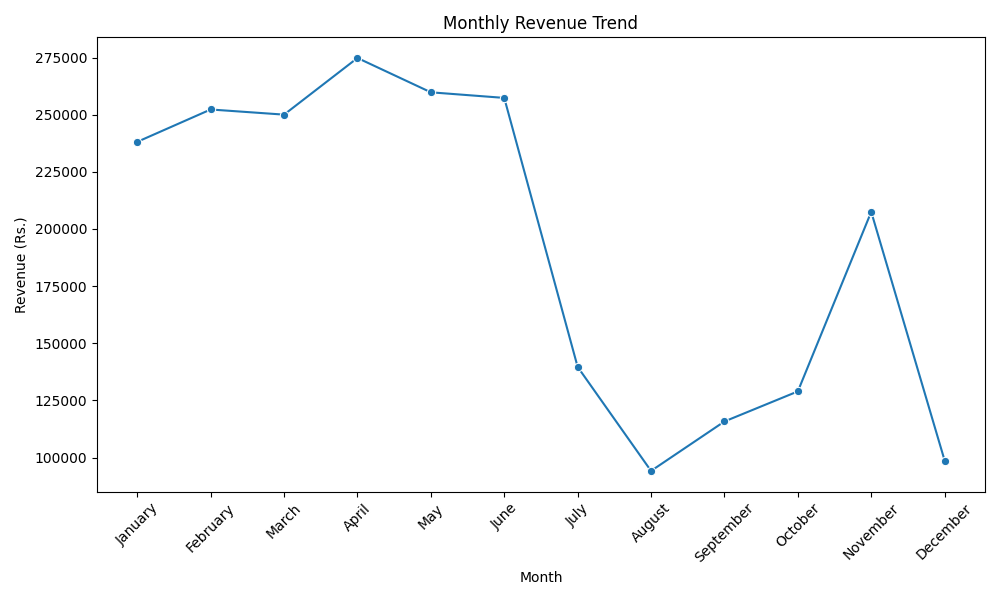 Monthly Revenue Trend
Revenue (Rs.)
275000
250000
225000
200000
175000
150000
125000
100000
January
February
March
April
May
June
July
August
September
October
November
December
Month